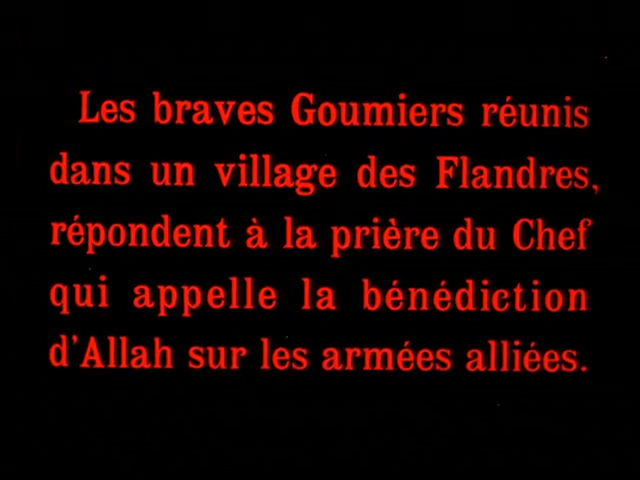 Les braves Goumiers réunis
dans un village des Flandres,
répondent à la prière du Chef
qui appelle la bénédiction
d'Allah sur les armées alliées.